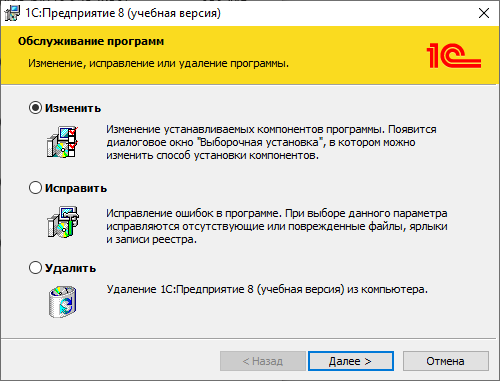 1С:Предприятие 8 (учебная версия)
Обслуживание программ
Изменение, исправление или удаление программы.
1С
Изменить
Изменение устанавливаемых компонентов программы. Появится
диалоговое окно "Выборочная установка", в котором можно
изменить способ установки компонентов.
Исправить
Исправление ошибок в программе. При выборе данного параметра
исправляются отсутствующие или поврежденные файлы, ярлыки
и записи реестра.
Удалить
Удаление 1С:Предприятие 8 (учебная версия) из компьютера.
< Назад
Далее >
Отмена